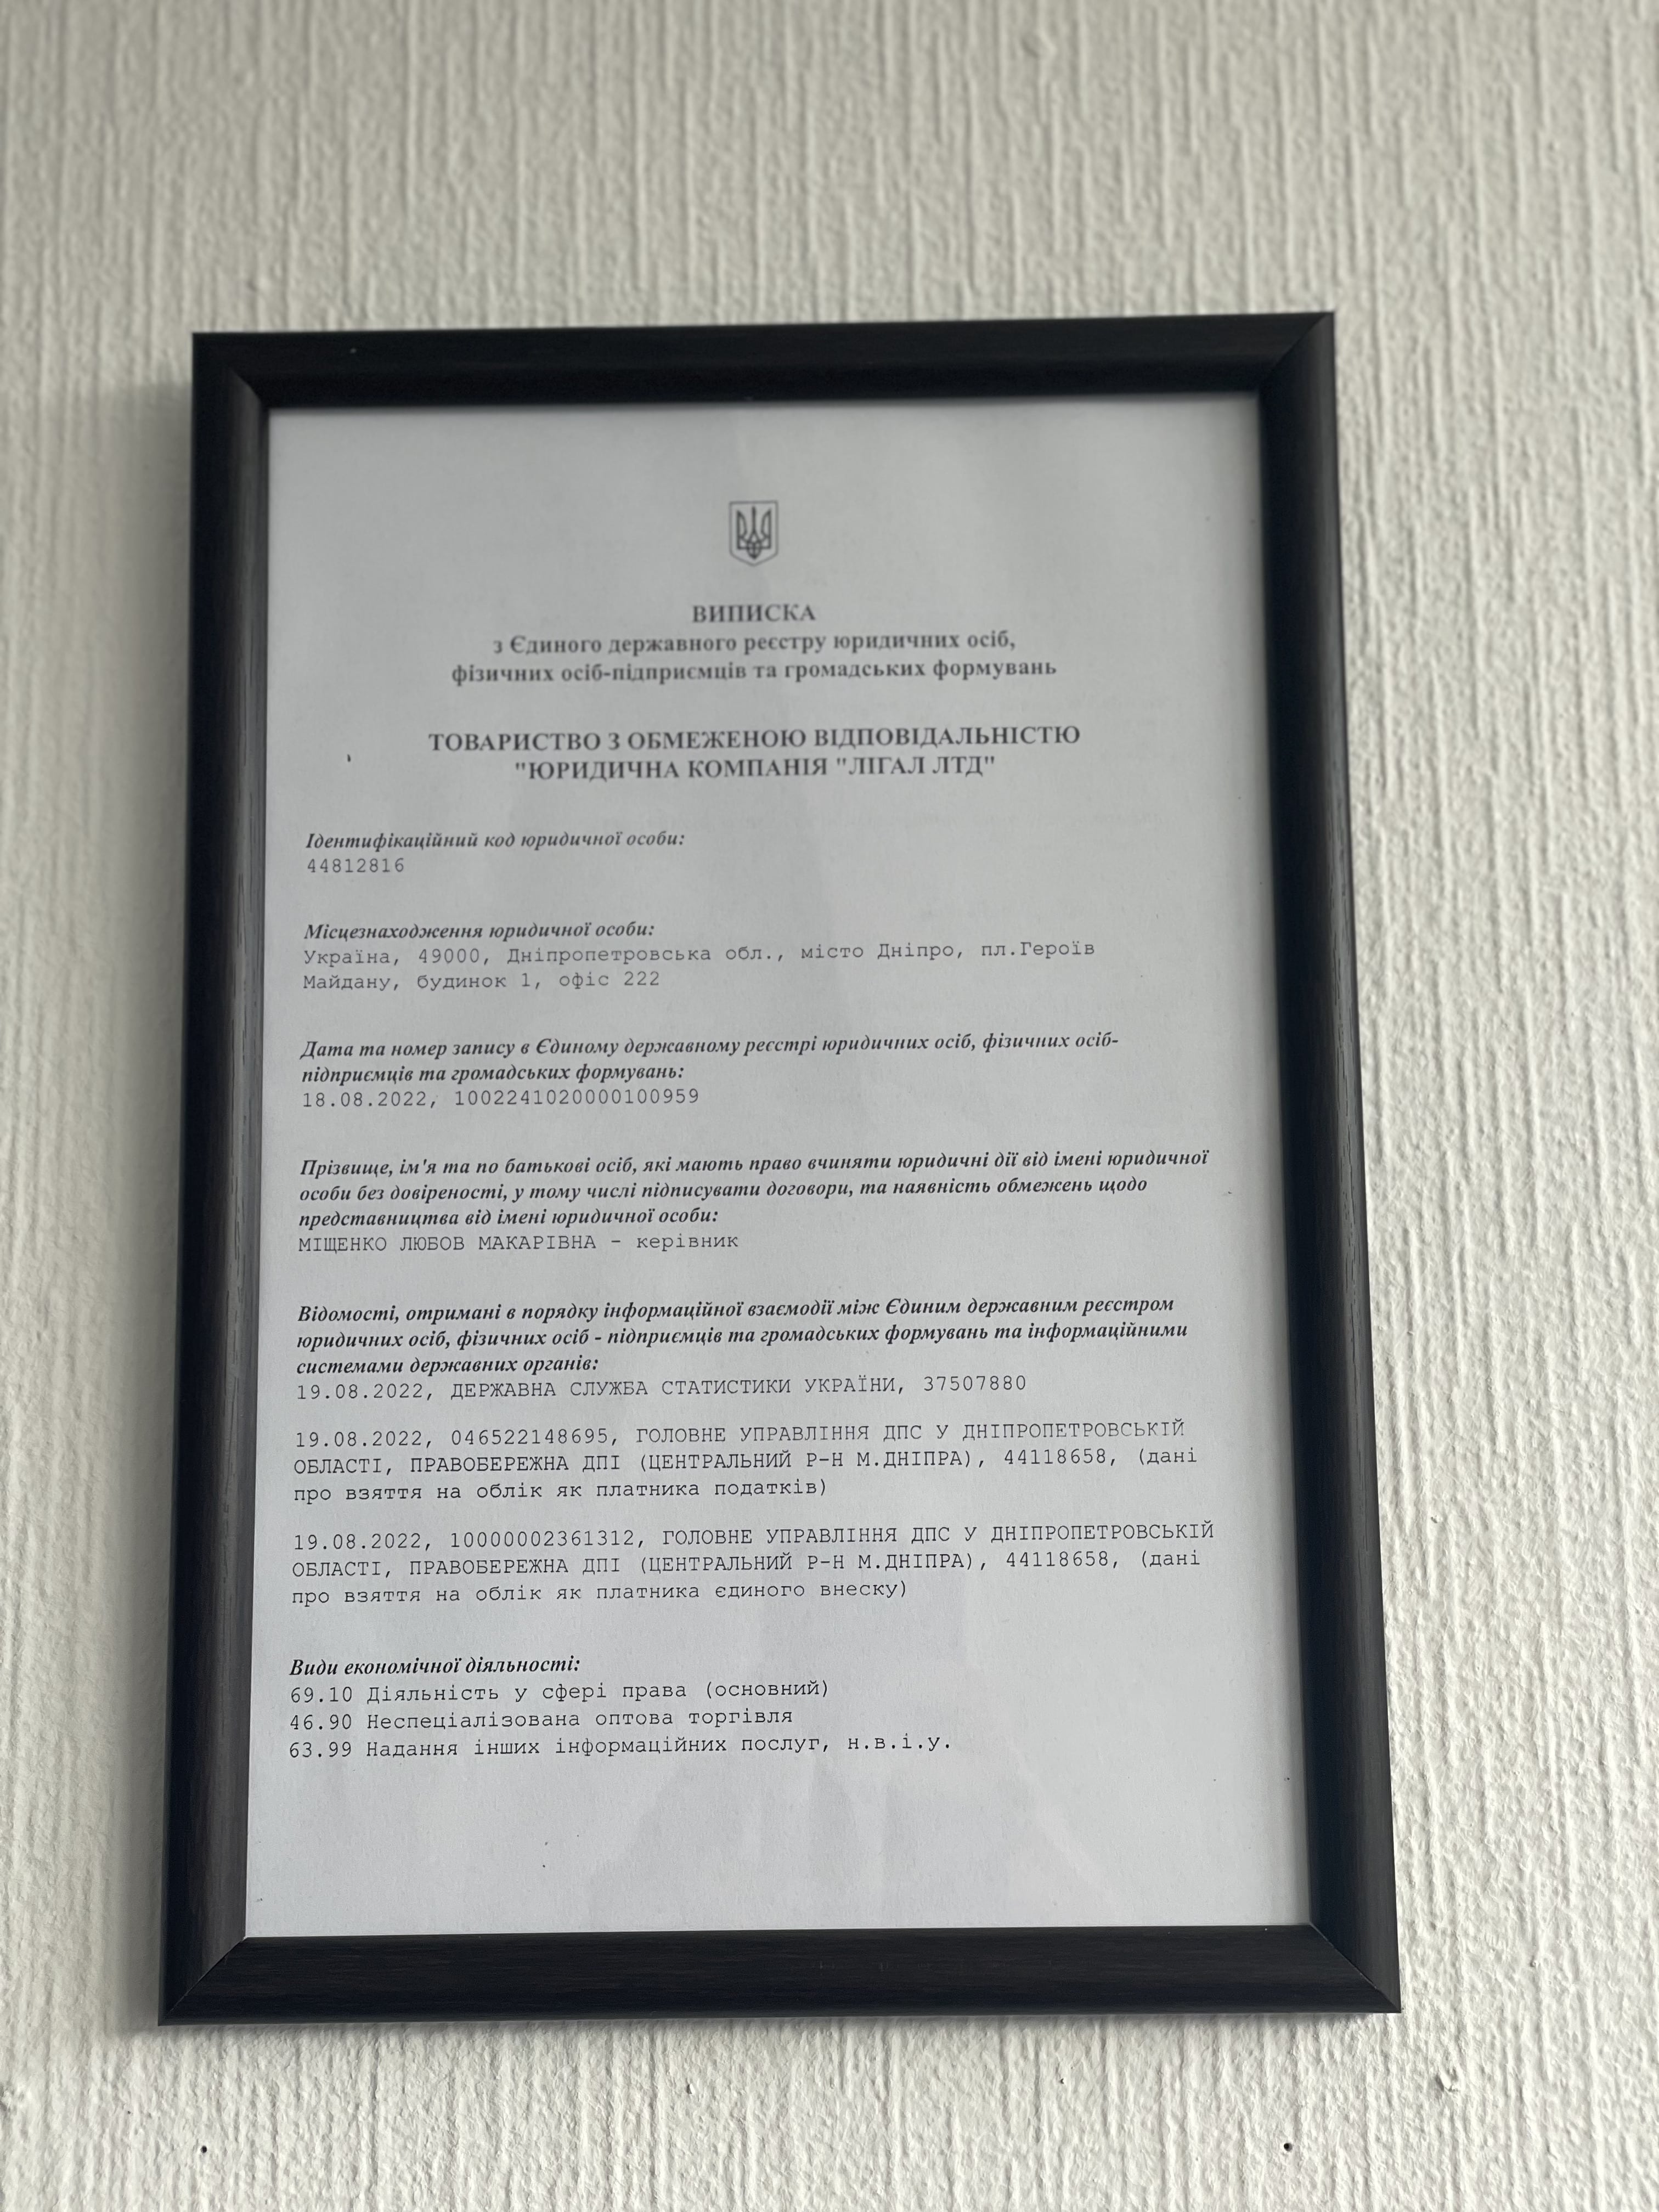 ВИПИСКА
з Єдиного державного реєстру юридичних осіб,
фізичних осіб-підприємців та громадських формувань
ТОВАРИСТВО З ОБМЕЖЕНОЮ ВІДПОВІДАЛЬНІСТЮ
"ЮРИДИЧНА КОМПАНІЯ "ЛІГАЛ ЛТД"
Ідентифікаційний код юридичної особи:
44812816
Місцезнаходження юридичної особи:
Україна, 49000, Дніпропетровська обл., місто Дніпро, пл.Героїв
Майдану, будинок 1, офіс 222
Дата та номер запису в Єдиному державному реєстрі юридичних осіб, фізичних осіб-
підприємців та громадських формувань:
18.08.2022, 1002241020000100959
Прізвище, ім'я та по батькові осіб, які мають право вчиняти юридичні дії від імені юридичної
особи без довіреності, у тому числі підписувати договори, та наявність обмежень щодо
представництва від імені юридичної особи:
МІЩЕНКО ЛЮБОВ МАКАРІВНА - керівник
Відомості, отримані в порядку інформаційної взаємодії між Єдиним державним реєстром
юридичних осіб, фізичних осіб - підприємців та громадських формувань та інформаційними
системами державних органів:
19.08.2022, ДЕРЖАВНА СЛУЖБА СТАТИСТИКИ УКРАЇНИ, 37507880
19.08.2022, 046522148695, ГОЛОВНЕ УПРАВЛІННЯ ДПС У ДНІПРОПЕТРОВСЬКІЙ
ОБЛАСТІ, ПРАВОБЕРЕЖНА ДПІ (ЦЕНТРАЛЬНИЙ Р-Н М.ДНІПРА), 44118658, (дані
про взяття на облік як платника податків)
19.08.2022, 10000002361312, ГОЛОВНЕ УПРАВЛІННЯ ДПС У ДНІПРОПЕТРОВСЬКІЙ
ОБЛАСТІ, ПРАВОБЕРЕЖНА ДПІ (ЦЕНТРАЛЬНИЙ Р-Н М.ДНІПРА), 44118658, (дані
про взяття на облік як платника єдиного внеску)
Види економічної діяльності:
69.10 Діяльність у сфері права (основний)
46.90 Неспеціалізована оптова торгівля
63.99 Надання інших інформаційних послуг, н.в.і.у.